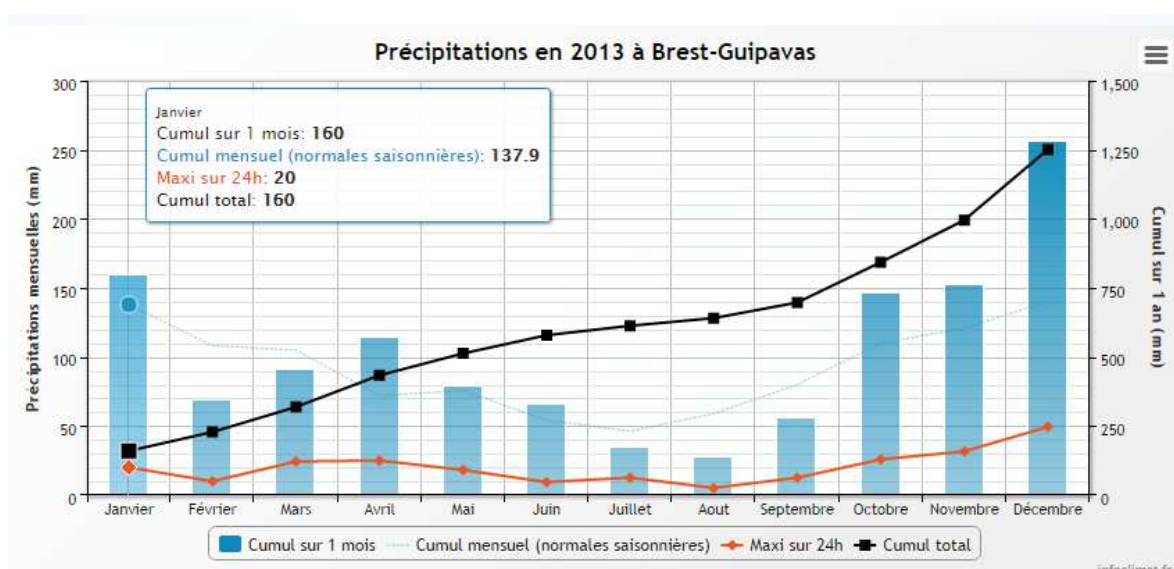 Précipitations en 2013 à Brest-Guipavas
300
250
200
150
100
50
0
Précipitations mensuelles (mm)
Janvier
Cumul sur 1 mois: 160
Cumul mensuel (normales saisonnières): 137.9
Maxi sur 24h: 20
Cumul total: 160
1,500
1,250
1,000
750
500
250
0
Cumul sur 1 an (mm)
Janvier Février Mars Avril Mai Juin Juillet Aout Septembre Octobre Novembre Décembre
Cumul sur 1 mois Cumul mensuel (normales saisonnières) Maxi sur 24h Cumul total